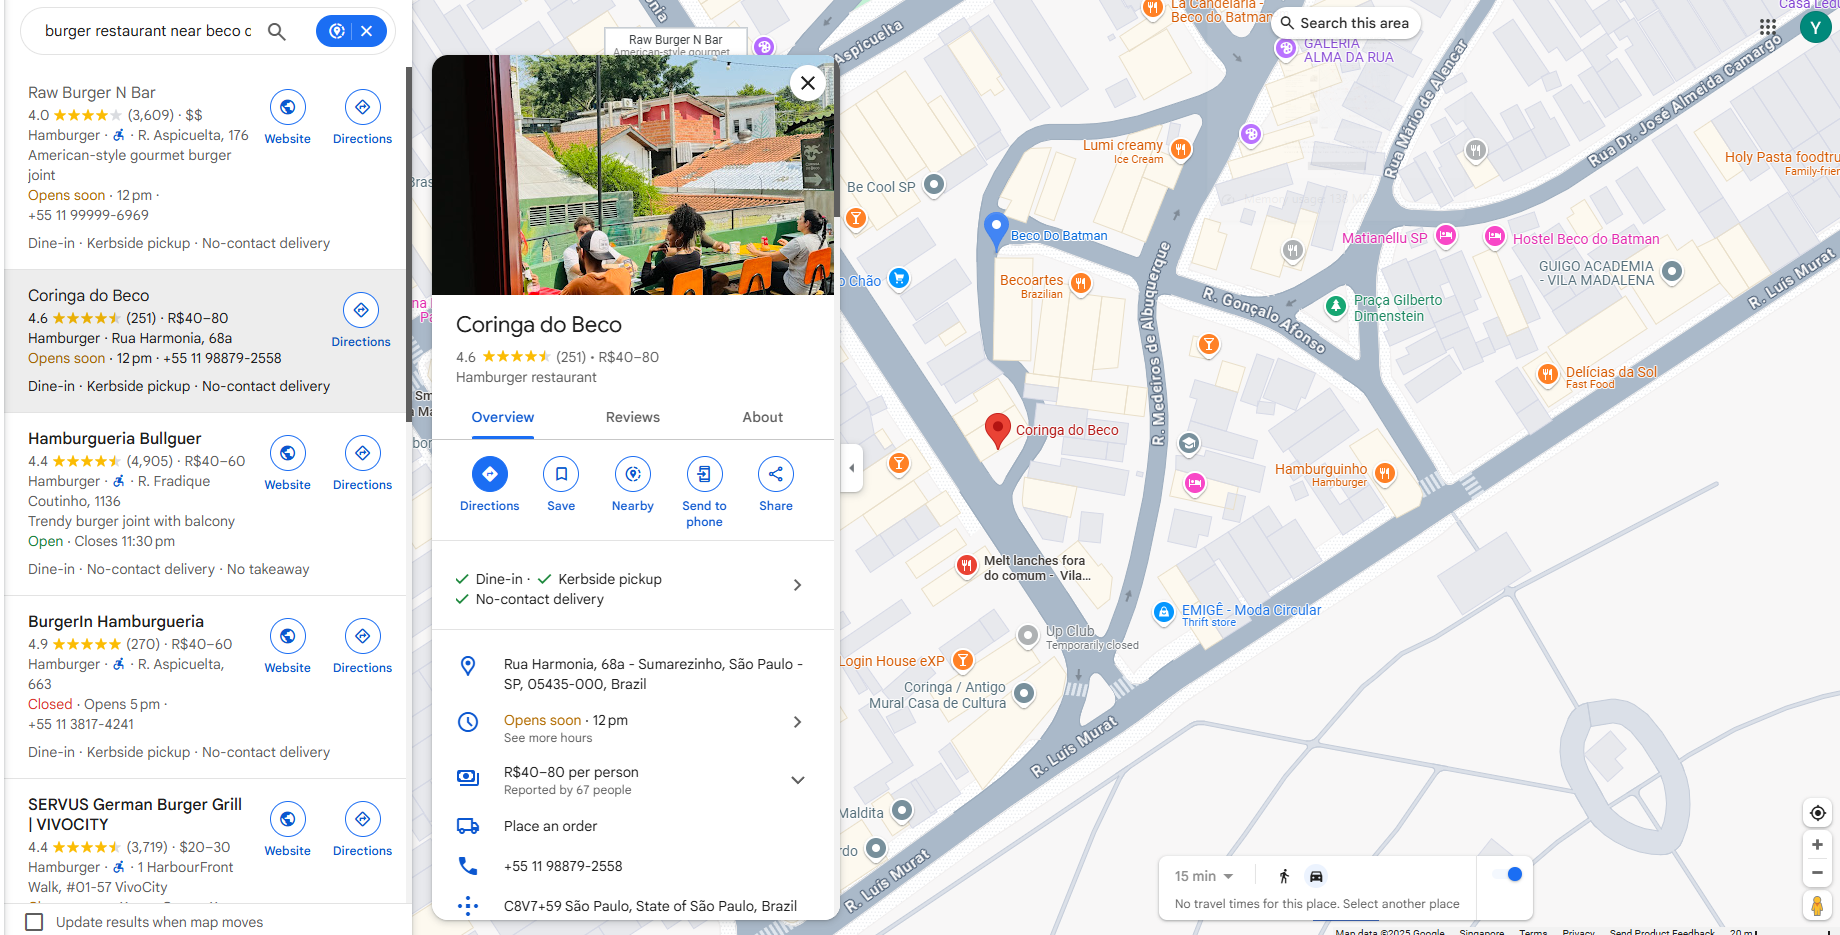 burger restaurant near beco d
Raw Burger N Bar
4.0 (3,609) · $$
Hamburger · R. Aspicuelta, 176
American-style gourmet burger
joint
Opens soon · 12 pm ·
+55 11 99999-6969
Dine-in · Kerbside pickup · No-contact delivery
Website
Directions
Coringa do Beco
4.6 (251) · R$40–80
Hamburger · Rua Harmonia, 68a
Opens soon · 12 pm · +55 11 98879-2558
Dine-in · Kerbside pickup · No-contact delivery
Directions
Hamburgueria Bullguer
4.4 (4,905) · R$40–60
Hamburger · R. Fradique
Coutinho, 1136
Trendy burger joint with balcony
Open · Closes 11:30 pm
Dine-in · No-contact delivery · No takeaway
Website
Directions
BurgerIn Hamburgueria
4.9 (270) · R$40–60
Hamburger · R. Aspicuelta,
663
Closed · Opens 5 pm ·
+55 11 3817-4241
Dine-in · Kerbside pickup · No-contact delivery
Website
Directions
SERVUS German Burger Grill
| VIVOCITY
4.4 (3,719) · $20–30
Hamburger · 1 HarbourFront
Walk, #01-57 VivoCity
Website
Directions
Update results when map moves
Coringa do Beco
4.6 (251) · R$40–80
Hamburger restaurant
Overview
Reviews
About
Directions
Save
Nearby
Send to
phone
Share
Dine-in · Kerbside pickup
No-contact delivery
Rua Harmonia, 68a - Sumarezinho, São Paulo -
SP, 05435-000, Brazil
Opens soon · 12 pm
See more hours
R$40–80 per person
Reported by 67 people
Place an order
+55 11 98879-2558
C8V7+59 São Paulo, State of São Paulo, Brazil
Raw Burger N Bar
American-style gourmet
Aspicuelta
La Candelaria -
Beco do Batman
Search this area
Y
GALERIA
ALMA DA RUA
Rua Mário de Alencar
Rua Dr. José Almeida Camargo
Lumi creamy
Ice Cream
Holy Pasta foodtru
Family-frien
Be Cool SP
Beco Do Batman
Matianellu SP
Hostel Beco do Batman
GUIGO ACADEMIA
- VILA MADALENA
R. Luís Murat
o Chão
Becoartes
Brazilian
R. Medeiros de Albuquerque
R. Gonçalo Afonso
Praça Gilberto
Dimenstein
Delícias da Sol
Fast Food
Coringa do Beco
Hamburguinho
Hamburger
Melt lanches fora
do comum - Vila...
EMIGÊ - Moda Circular
Thrift store
Up Club
Temporarily closed
Login House eXP
Coringa / Antigo
Mural Casa de Cultura
R. Luís Murat
Maldita
rdo
R. Luís Murat
15 min
No travel times for this place. Select another place
Map data ©2025 Google Singapore Terms Privacy Send Product Feedback 20 m